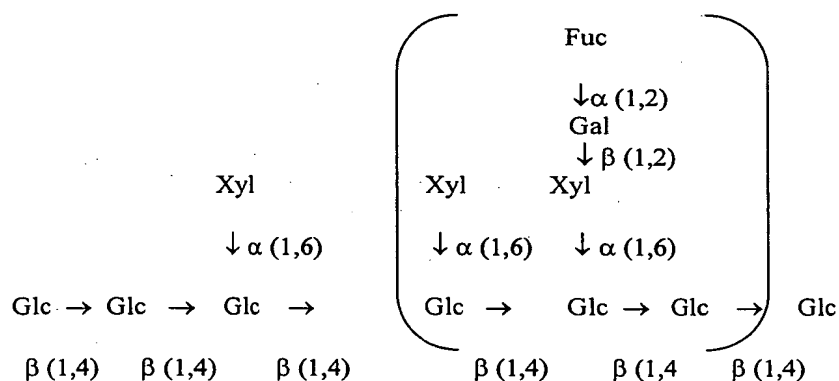 Fuc
↓ α (1,2)
Gal
↓ β (1,2)
Xyl Xyl Xyl
↓ α (1,6) ↓ α (1,6) ↓ α (1,6)
Glc → Glc → Glc → Glc → Glc → Glc → Glc
β (1,4) β (1,4) β (1,4) β (1,4) β (1,4 β (1,4)